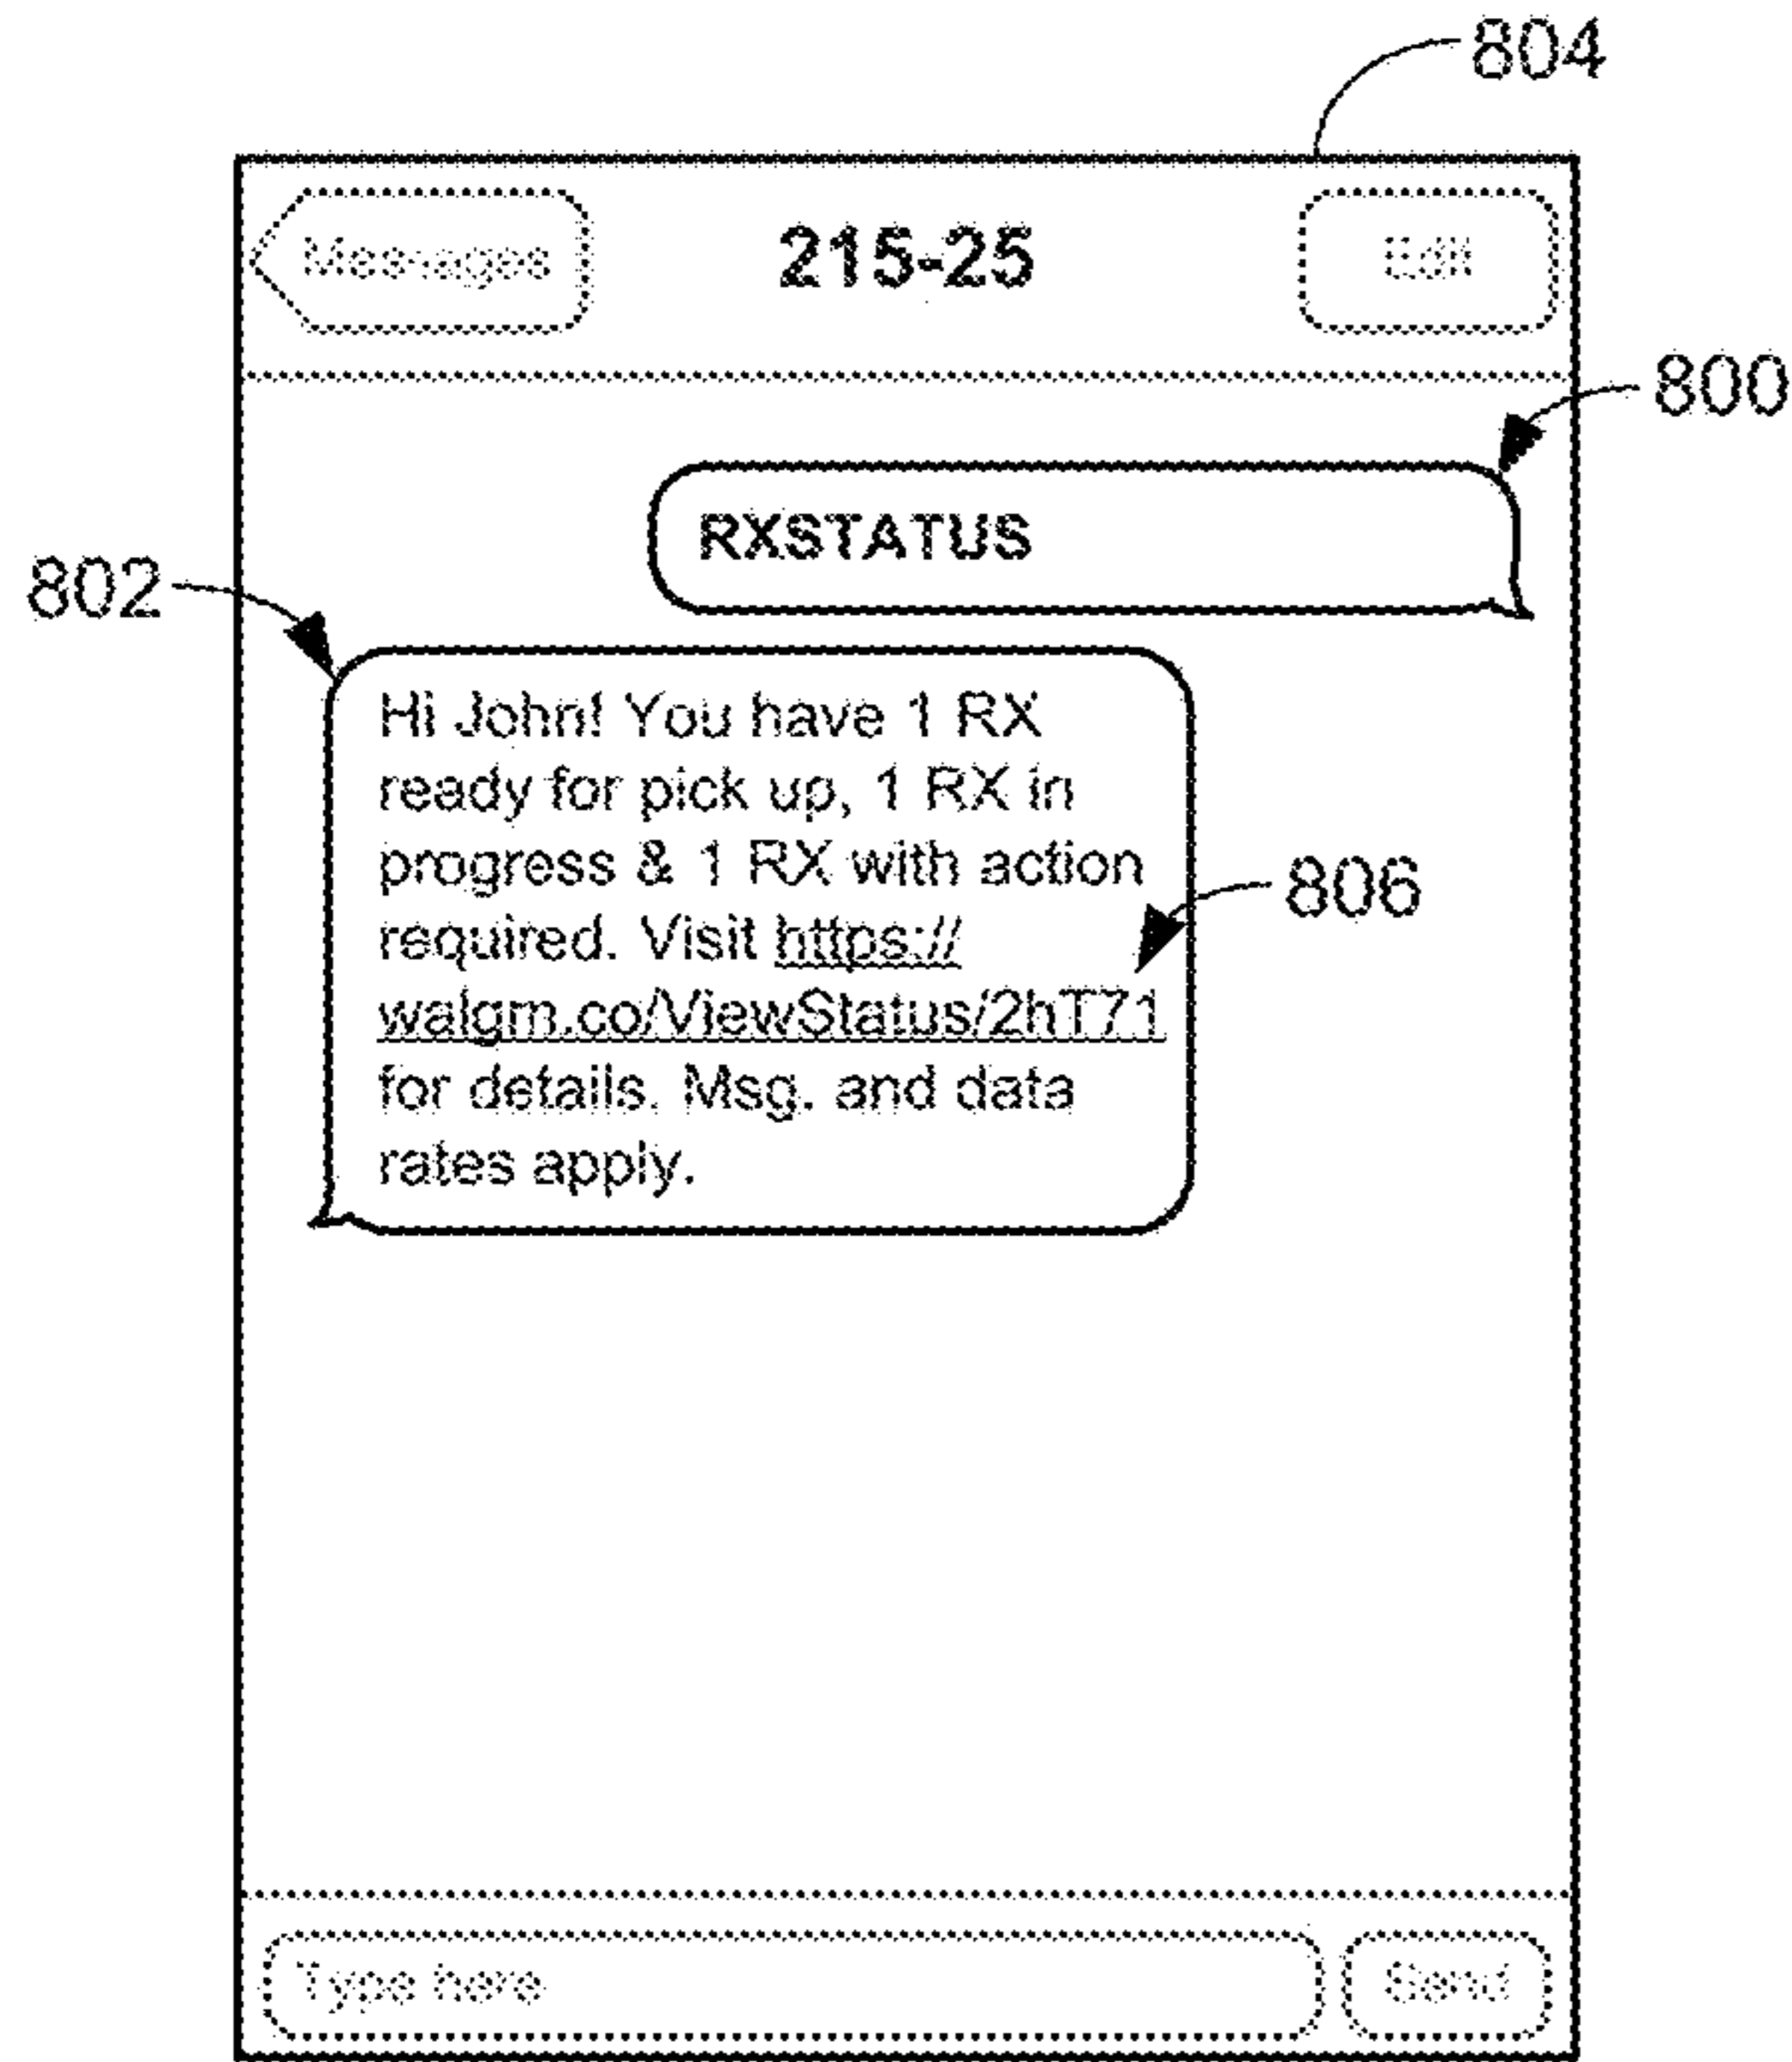 804
Messages 215-25 Edit
800
RXSTATUS
802
Hi John! You have 1 RX
ready for pick up, 1 RX in
progress & 1 RX with action
806
required. Visit https://
walgrn.co/ViewStatus/2hT71
for details. Msg. and data
rates apply.
Type here Send